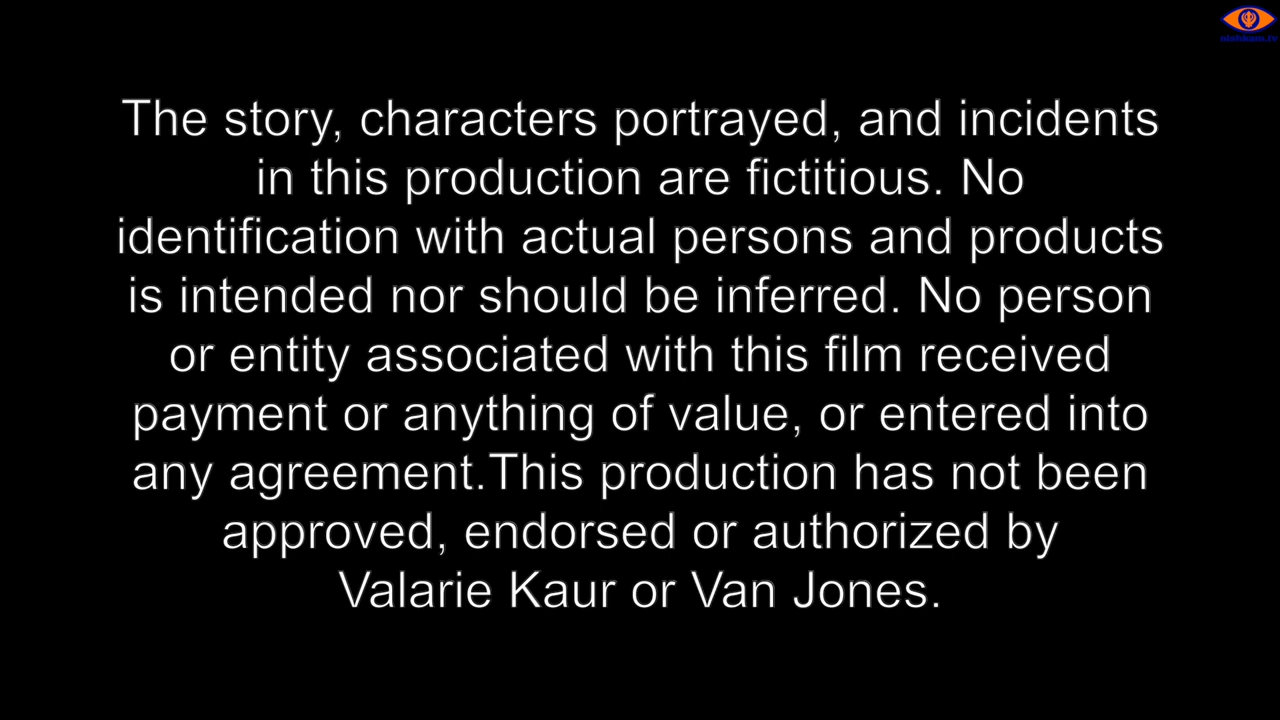 The story, characters portrayed, and incidents
in this production are fictitious. No
identification with actual persons and products
is intended nor should be inferred. No person
or entity associated with this film received
payment or anything of value, or entered into
any agreement.This production has not been
approved, endorsed or authorized by
Valarie Kaur or Van Jones.